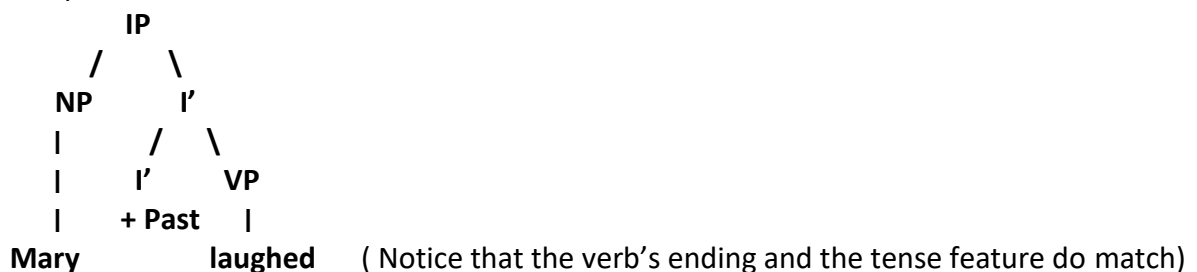 IP
/ \
NP I’
| / \
| I’ VP
| + Past |
Mary laughed ( Notice that the verb’s ending and the tense feature do match)